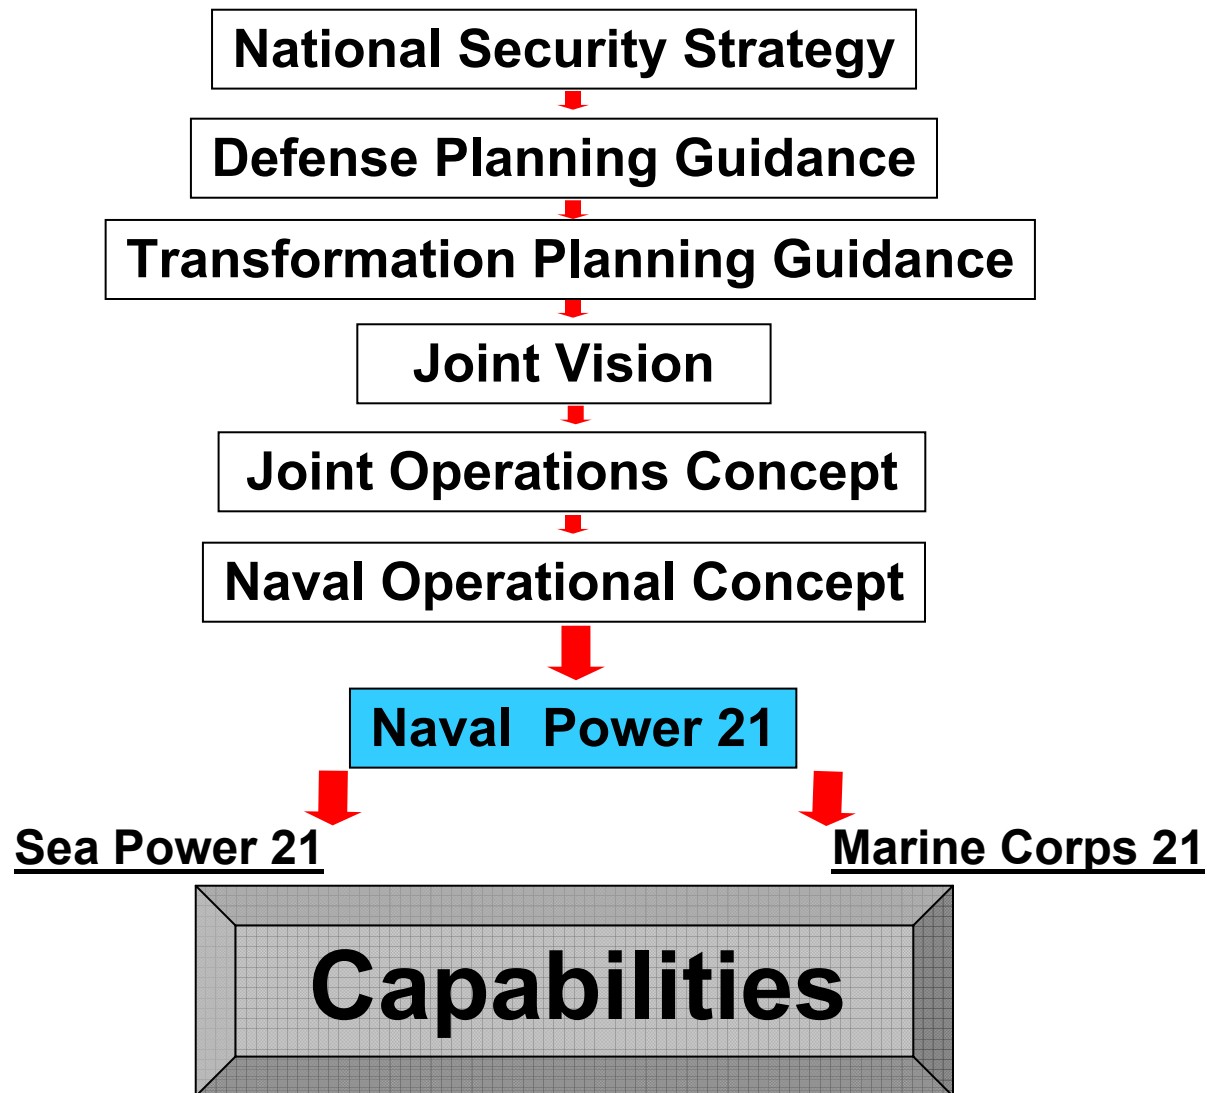 National Security Strategy
Defense Planning Guidance
Transformation Planning Guidance
Joint Vision
Joint Operations Concept
Naval Operational Concept
Naval  Power 21
Sea Power 21
Marine Corps 21
Capabilities